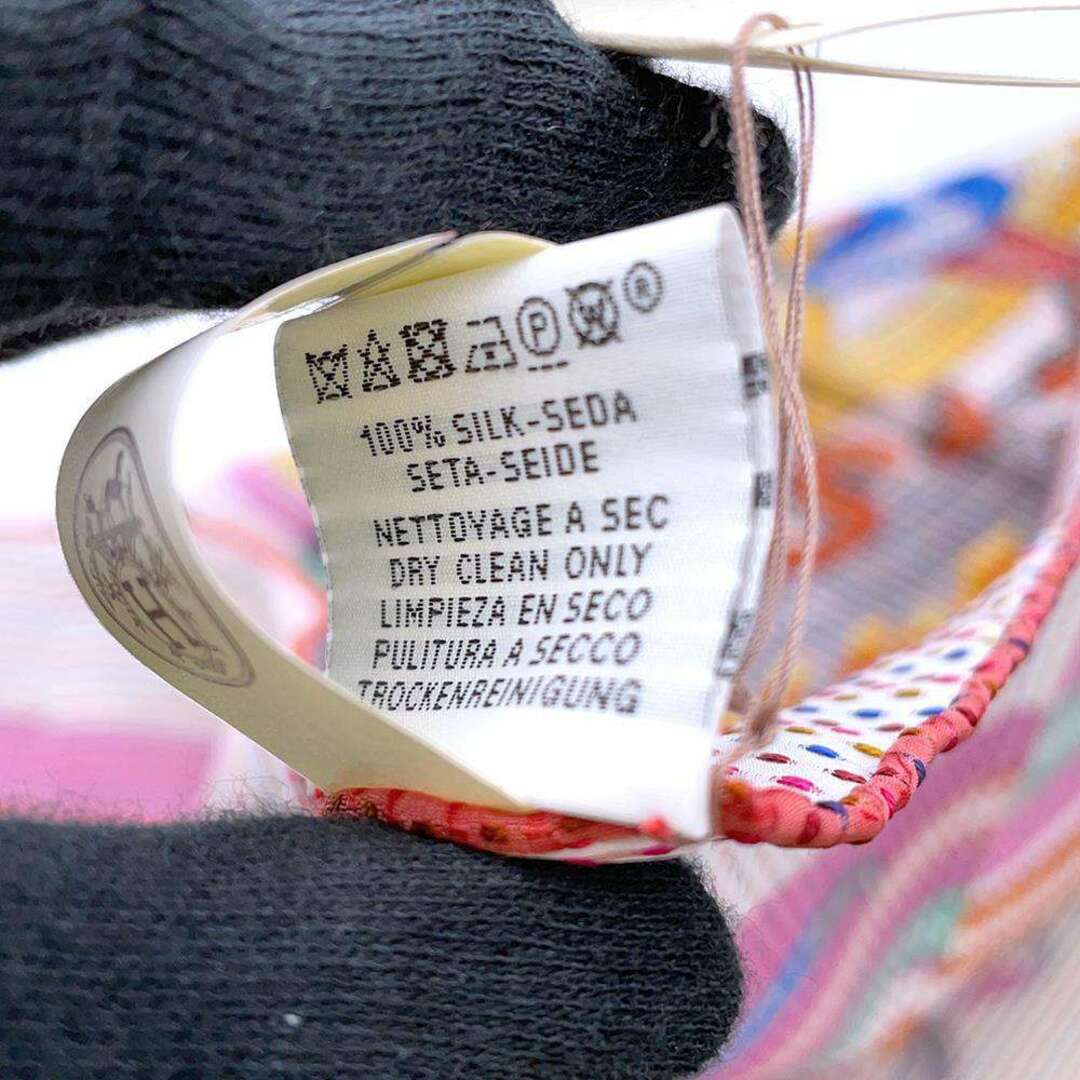 P W ®
100% SILK-SEDA
SETA-SEIDE
NETTOYAGE A SEC
DRY CLEAN ONLY
LIMPIEZA EN SECO
PULITURA A SECCO
TROCKENREINIGUNG